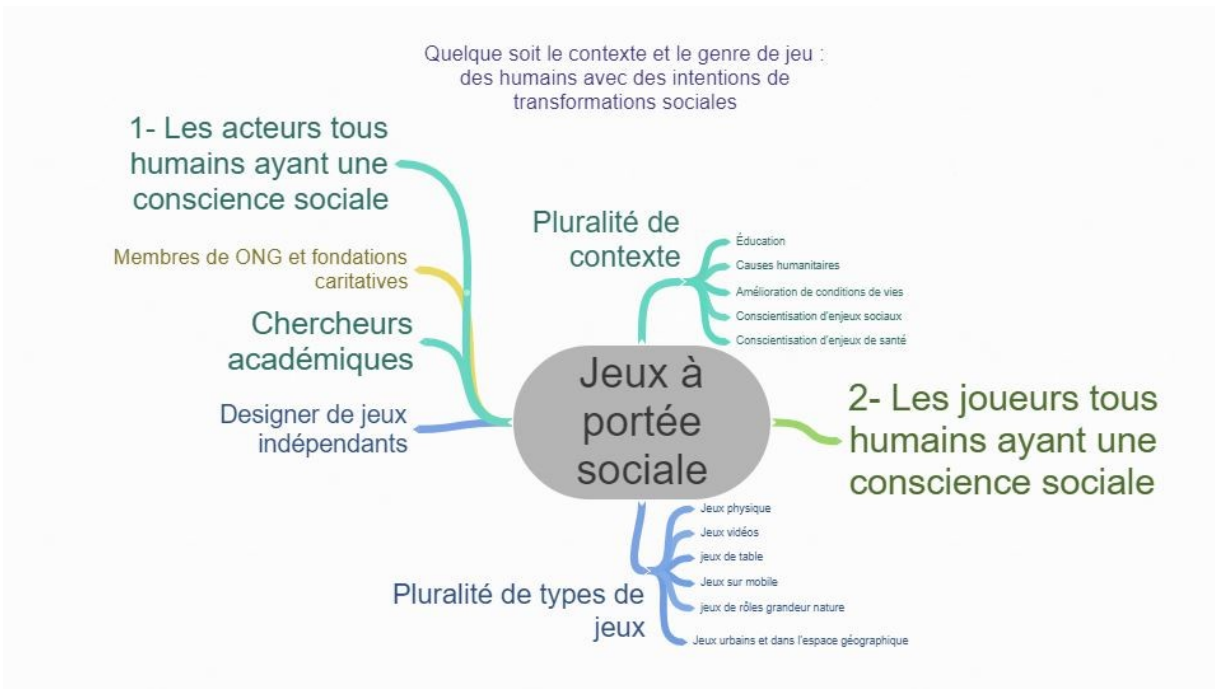 Quelque soit le contexte et le genre de jeu :
des humains avec des intentions de
transformations sociales
1- Les acteurs tous
humains ayant une
conscience sociale
Membres de ONG et fondations
caritatives
Chercheurs
académiques
Designer de jeux
indépendants
Pluralité de
contexte
Éducation
Causes humanitaires
Amélioration de conditions de vies
Conscientisation d'enjeux sociaux
Conscientisation d'enjeux de santé
Jeux à
portée
sociale
2- Les joueurs tous
humains ayant une
conscience sociale
Pluralité de types de
jeux
Jeux physique
Jeux vidéos
jeux de table
Jeux sur mobile
jeux de rôles grandeur nature
Jeux urbains et dans l'espace géographique